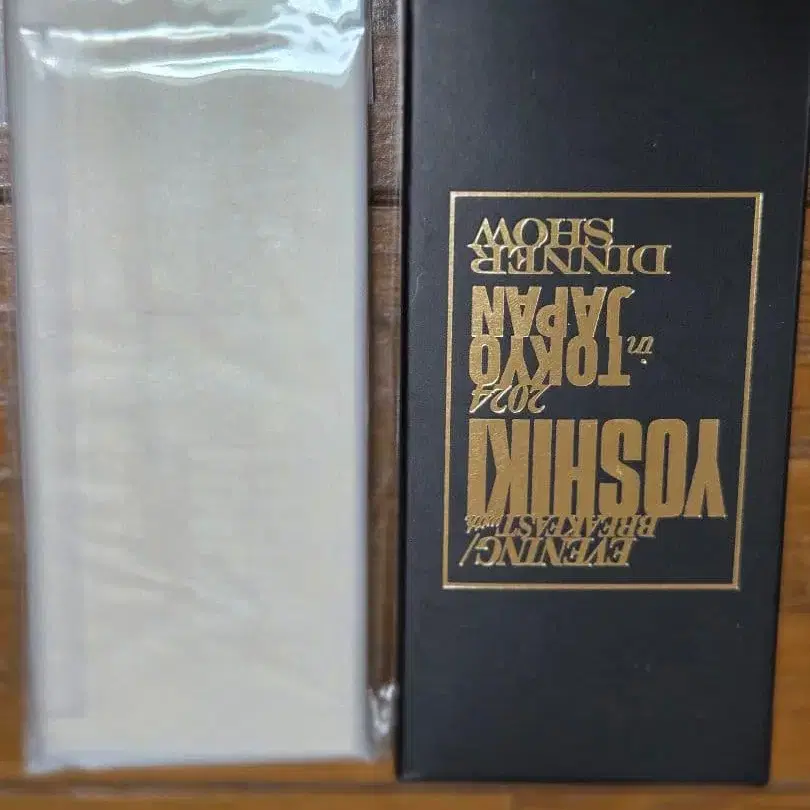 EVENING/
BREAKFAST with
YOSHIKI
2024
in TOKYO
JAPAN
DINNER
SHOW